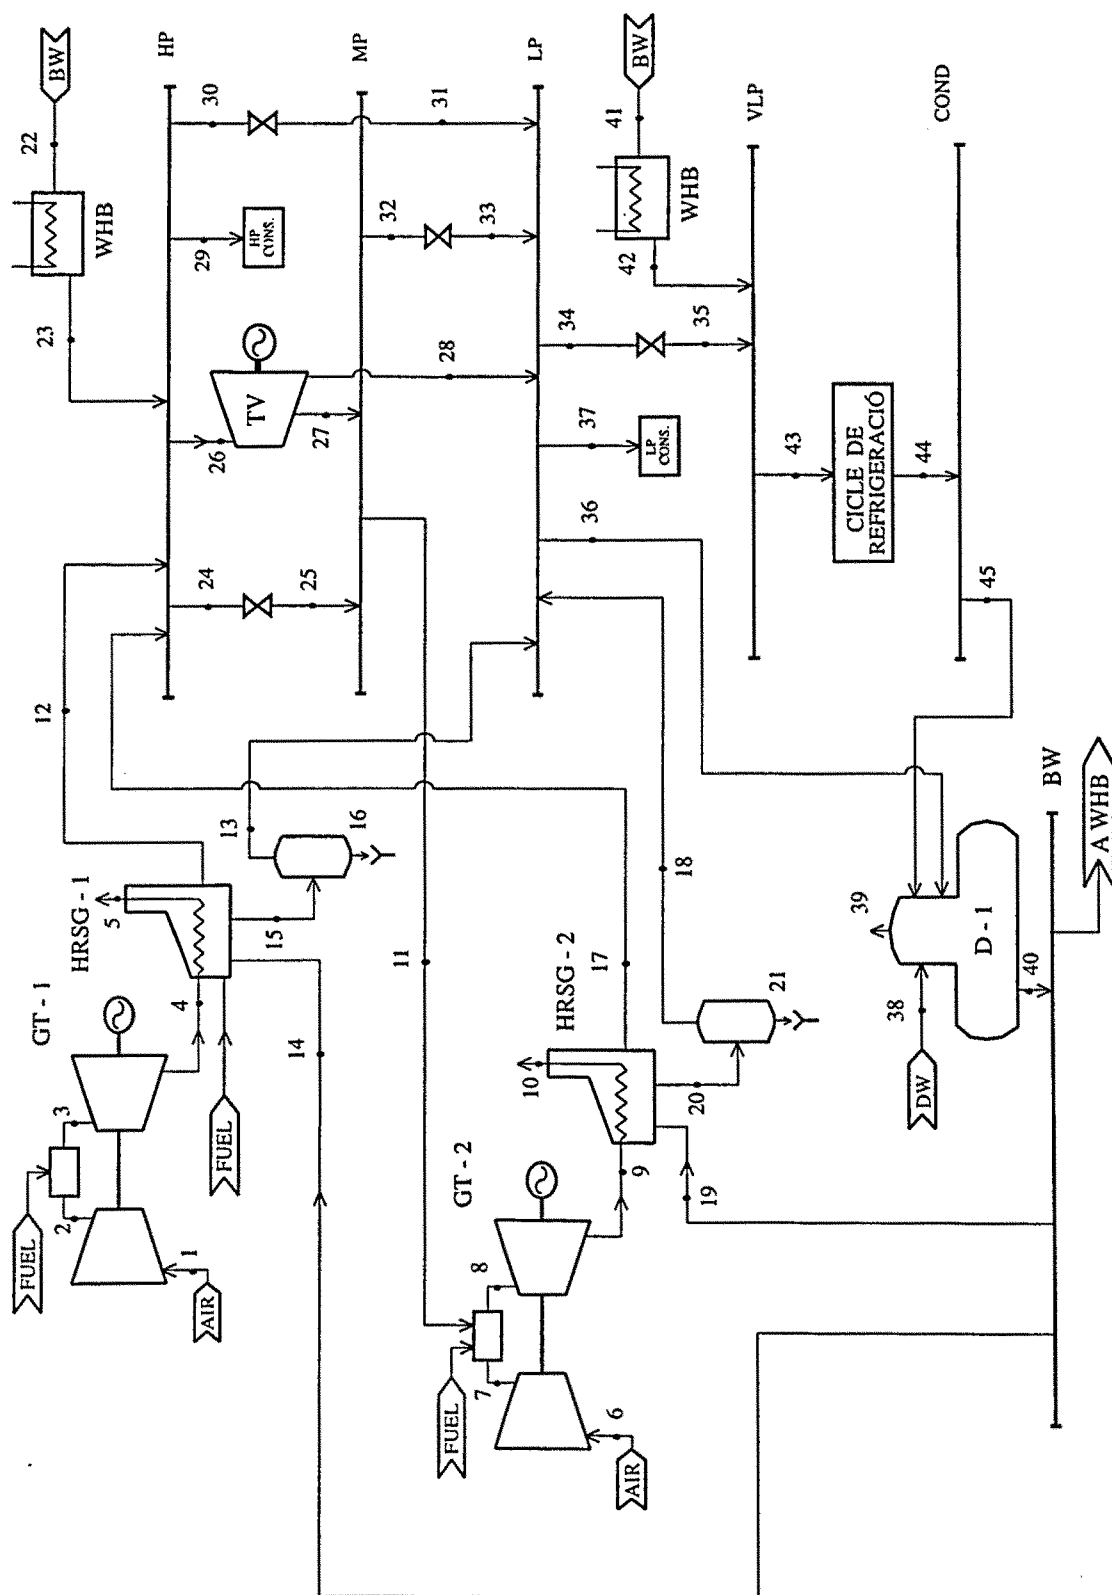 FUEL
2
3
GT - 1
AIR
1
FUEL
4
5
HRSG - 1
12
13
14
15
16
FUEL
7
8
GT - 2
AIR
6
9
10
HRSG - 2
11
17
18
19
20
21
BW
22
WHB
23
HP
24
25
26
TV
27
28
29
HP
CONS.
30
31
MP
32
33
LP
34
35
36
37
LP
CONS.
BW
41
WHB
42
VLP
43
CICLE DE
REFRIGERACIÓ
44
COND
45
DW
38
39
D - 1
40
BW
A WHB